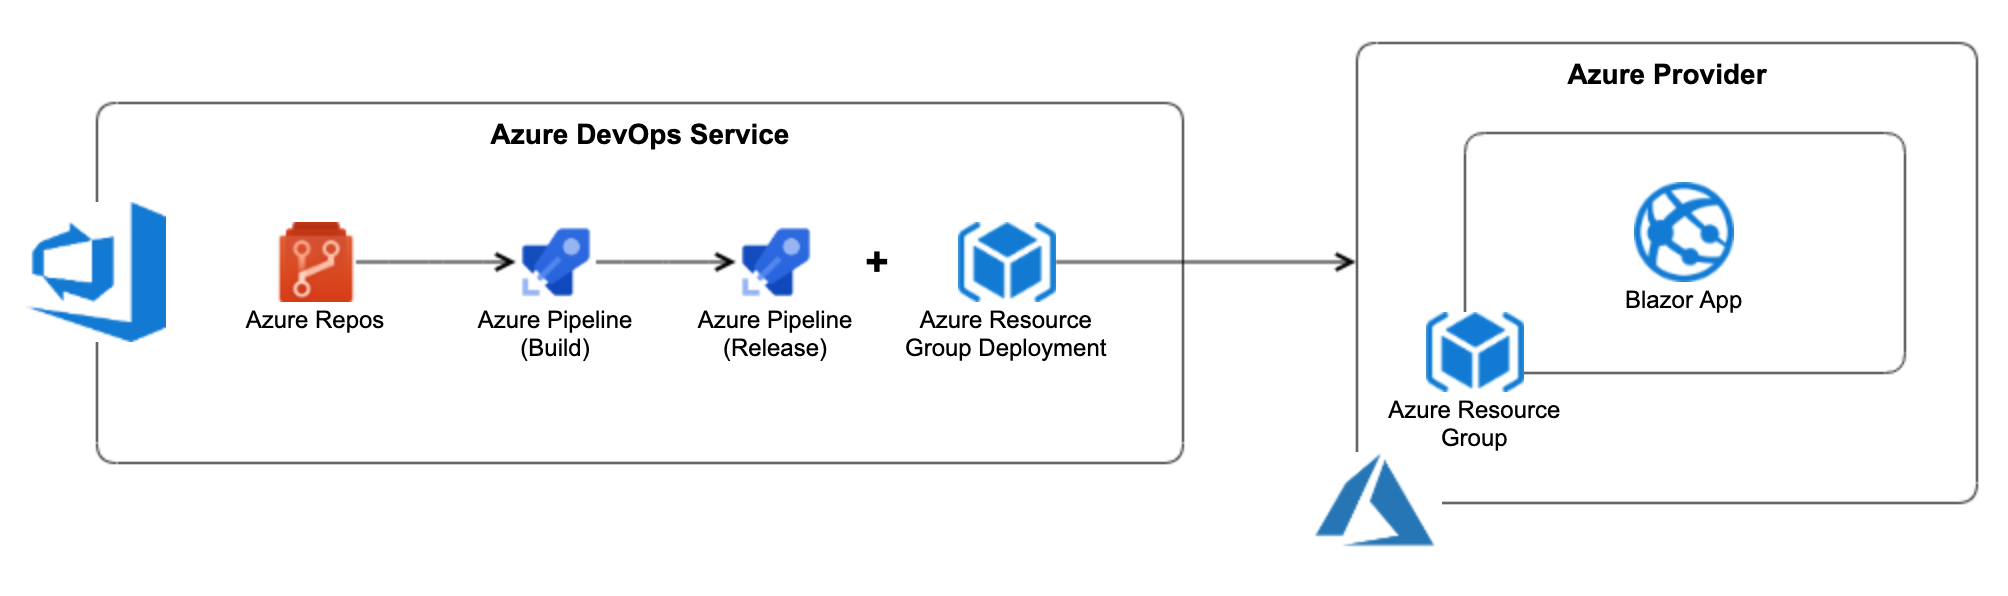 Azure Provider
Azure DevOps Service
Azure Repos
Azure Pipeline
(Build)
Azure Pipeline
(Release)
+
Azure Resource
Group Deployment
Blazor App
Azure Resource
Group